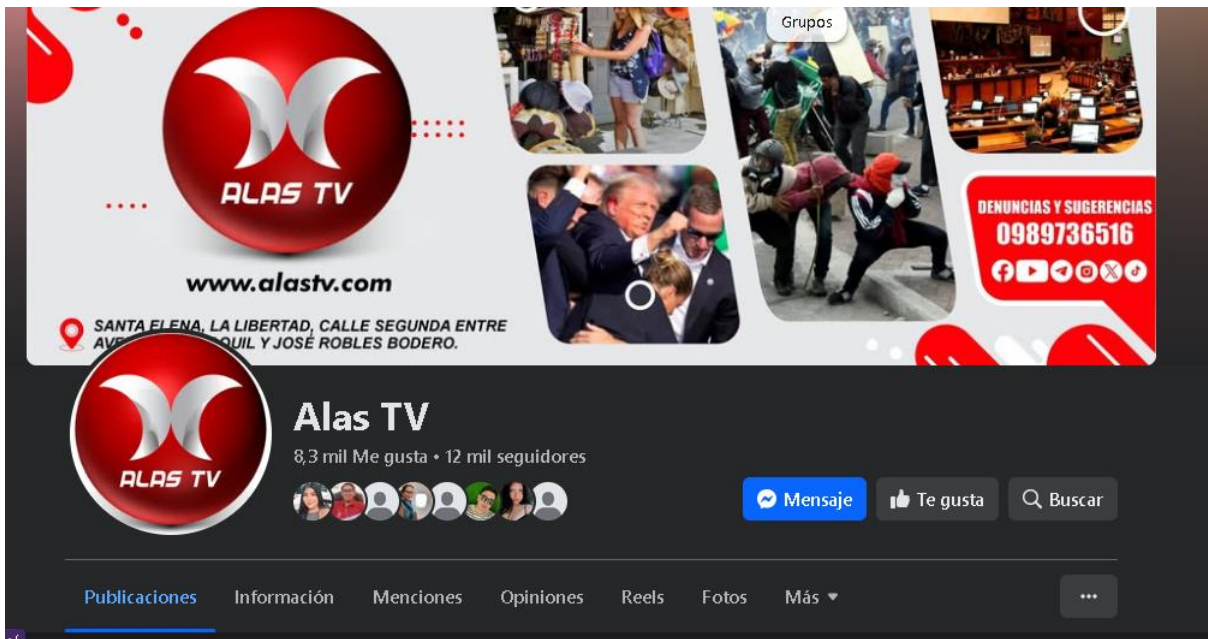 Grupos
ALAS TV
www.alastv.com
SANTA ELENA, LA LIBERTAD, CALLE SEGUNDA ENTRE
Y JOSÉ ROBLES BODERO.
DENUNCIAS Y SUGERENCIAS
0989736516
ALAS TV
Alas TV
8,3 mil Me gusta • 12 mil seguidores
Mensaje
Te gusta
Buscar
Publicaciones
Información
Menciones
Opiniones
Reels
Fotos
Más